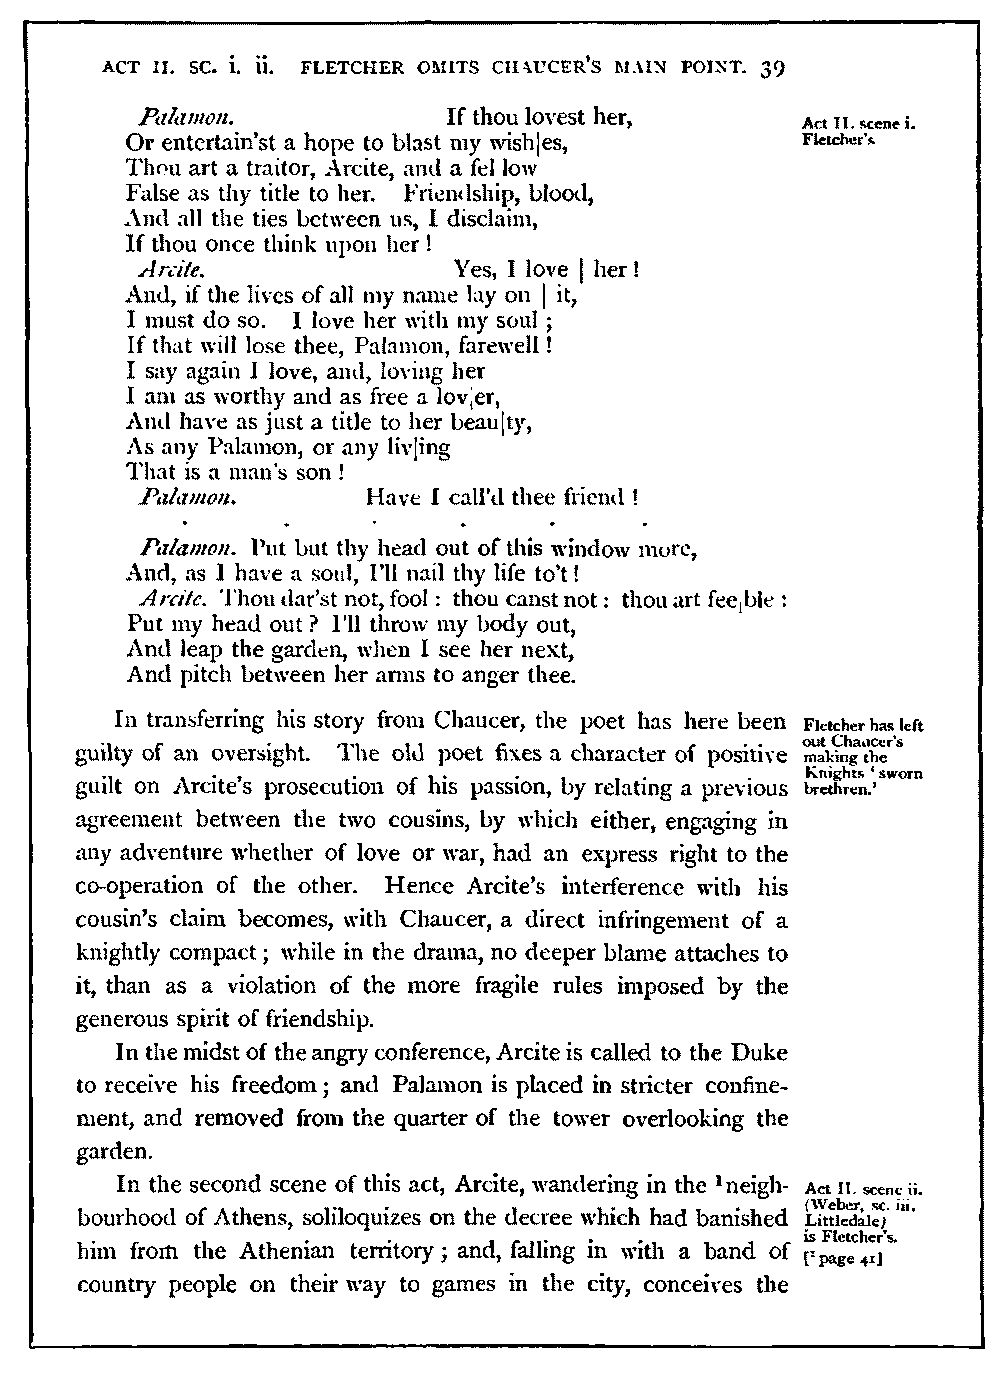 ACT II. SC. i. ii. FLETCHER OMITS CHAUCER'S MAIN POINT. 39
Palamon. If thou lovest her,
Or entertain'st a hope to blast my wish|es,
Thou art a traitor, Arcite, and a fel low
False as thy title to her. Friendship, blood,
And all the ties between us, I disclaim,
If thou once think upon her!
Arcite. Yes, I love | her!
And, if the lives of all my name lay on | it,
I must do so. I love her with my soul;
If that will lose thee, Palamon, farewell!
I say again I love, and, loving her
I am as worthy and as free a lov|er,
And have as just a title to her beau|ty,
As any Palamon, or any liv|ing
That is a man's son!
Palamon. Have I call'd thee friend!
. . . . . .
Palamon. Put but thy head out of this window more,
And, as I have a soul, I'll nail thy life to't!
Arcite. Thou dar'st not, fool: thou canst not: thou art fee|ble:
Put my head out? I'll throw my body out,
And leap the garden, when I see her next,
And pitch between her arms to anger thee.
Act II. scene i.
Fletcher's.
In transferring his story from Chaucer, the poet has here been
guilty of an oversight. The old poet fixes a character of positive
guilt on Arcite's prosecution of his passion, by relating a previous
agreement between the two cousins, by which either, engaging in
any adventure whether of love or war, had an express right to the
co-operation of the other. Hence Arcite's interference with his
cousin's claim becomes, with Chaucer, a direct infringement of a
knightly compact; while in the drama, no deeper blame attaches to
it, than as a violation of the more fragile rules imposed by the
generous spirit of friendship.
Fletcher has left
out Chaucer's
making the
Knights 'sworn
brethren.'
In the midst of the angry conference, Arcite is called to the Duke
to receive his freedom; and Palamon is placed in stricter confine-
ment, and removed from the quarter of the tower overlooking the
garden.
In the second scene of this act, Arcite, wandering in the ¹neigh-
bourhood of Athens, soliloquizes on the decree which had banished
him from the Athenian territory; and, falling in with a band of
country people on their way to games in the city, conceives the
Act II. scene ii.
(Weber, sc. iii.
Littledale)
is Fletcher's.
[¹ page 41]